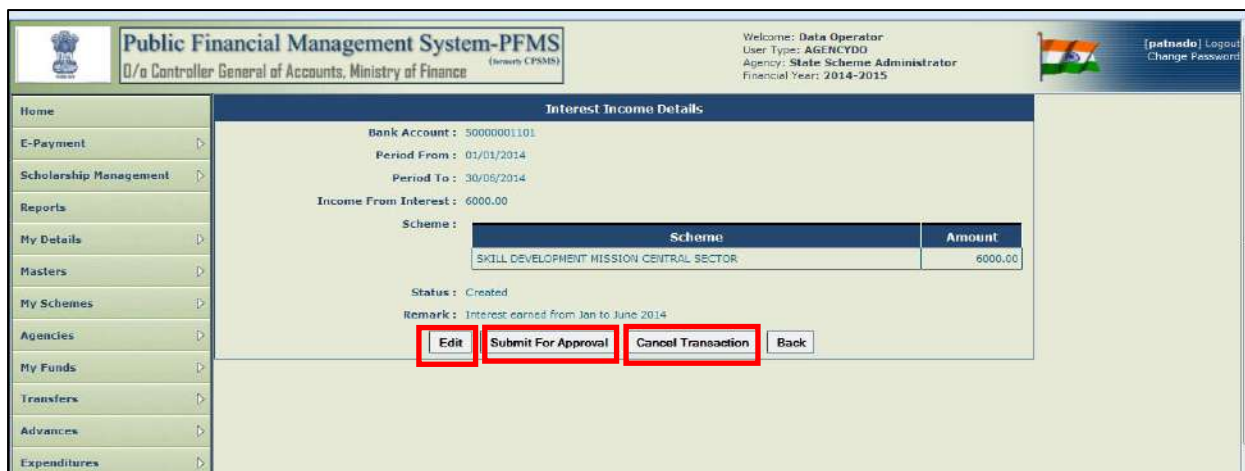 Public Financial Management System-PFMS
(formerly CPSMS)
O/o Controller General of Accounts, Ministry of Finance
Welcome: Data Operator
User Type: AGENCYDO
Agency: State Scheme Administrator
Financial Year: 2014-2015
[patnado] Logout
Change Password
Home
E-Payment
Scholarship Management
Reports
My Details
Masters
My Schemes
Agencies
My Funds
Transfers
Advances
Expenditures
Interest Income Details
Bank Account : 50000001101
Period From : 01/01/2014
Period To : 30/06/2014
Income From Interest : 6000.00
Scheme :
Scheme Amount
SKILL DEVELOPMENT MISSION CENTRAL SECTOR 6000.00
Status : Created
Remark : Interest earned from Jan to June 2014
Edit Submit For Approval Cancel Transaction Back